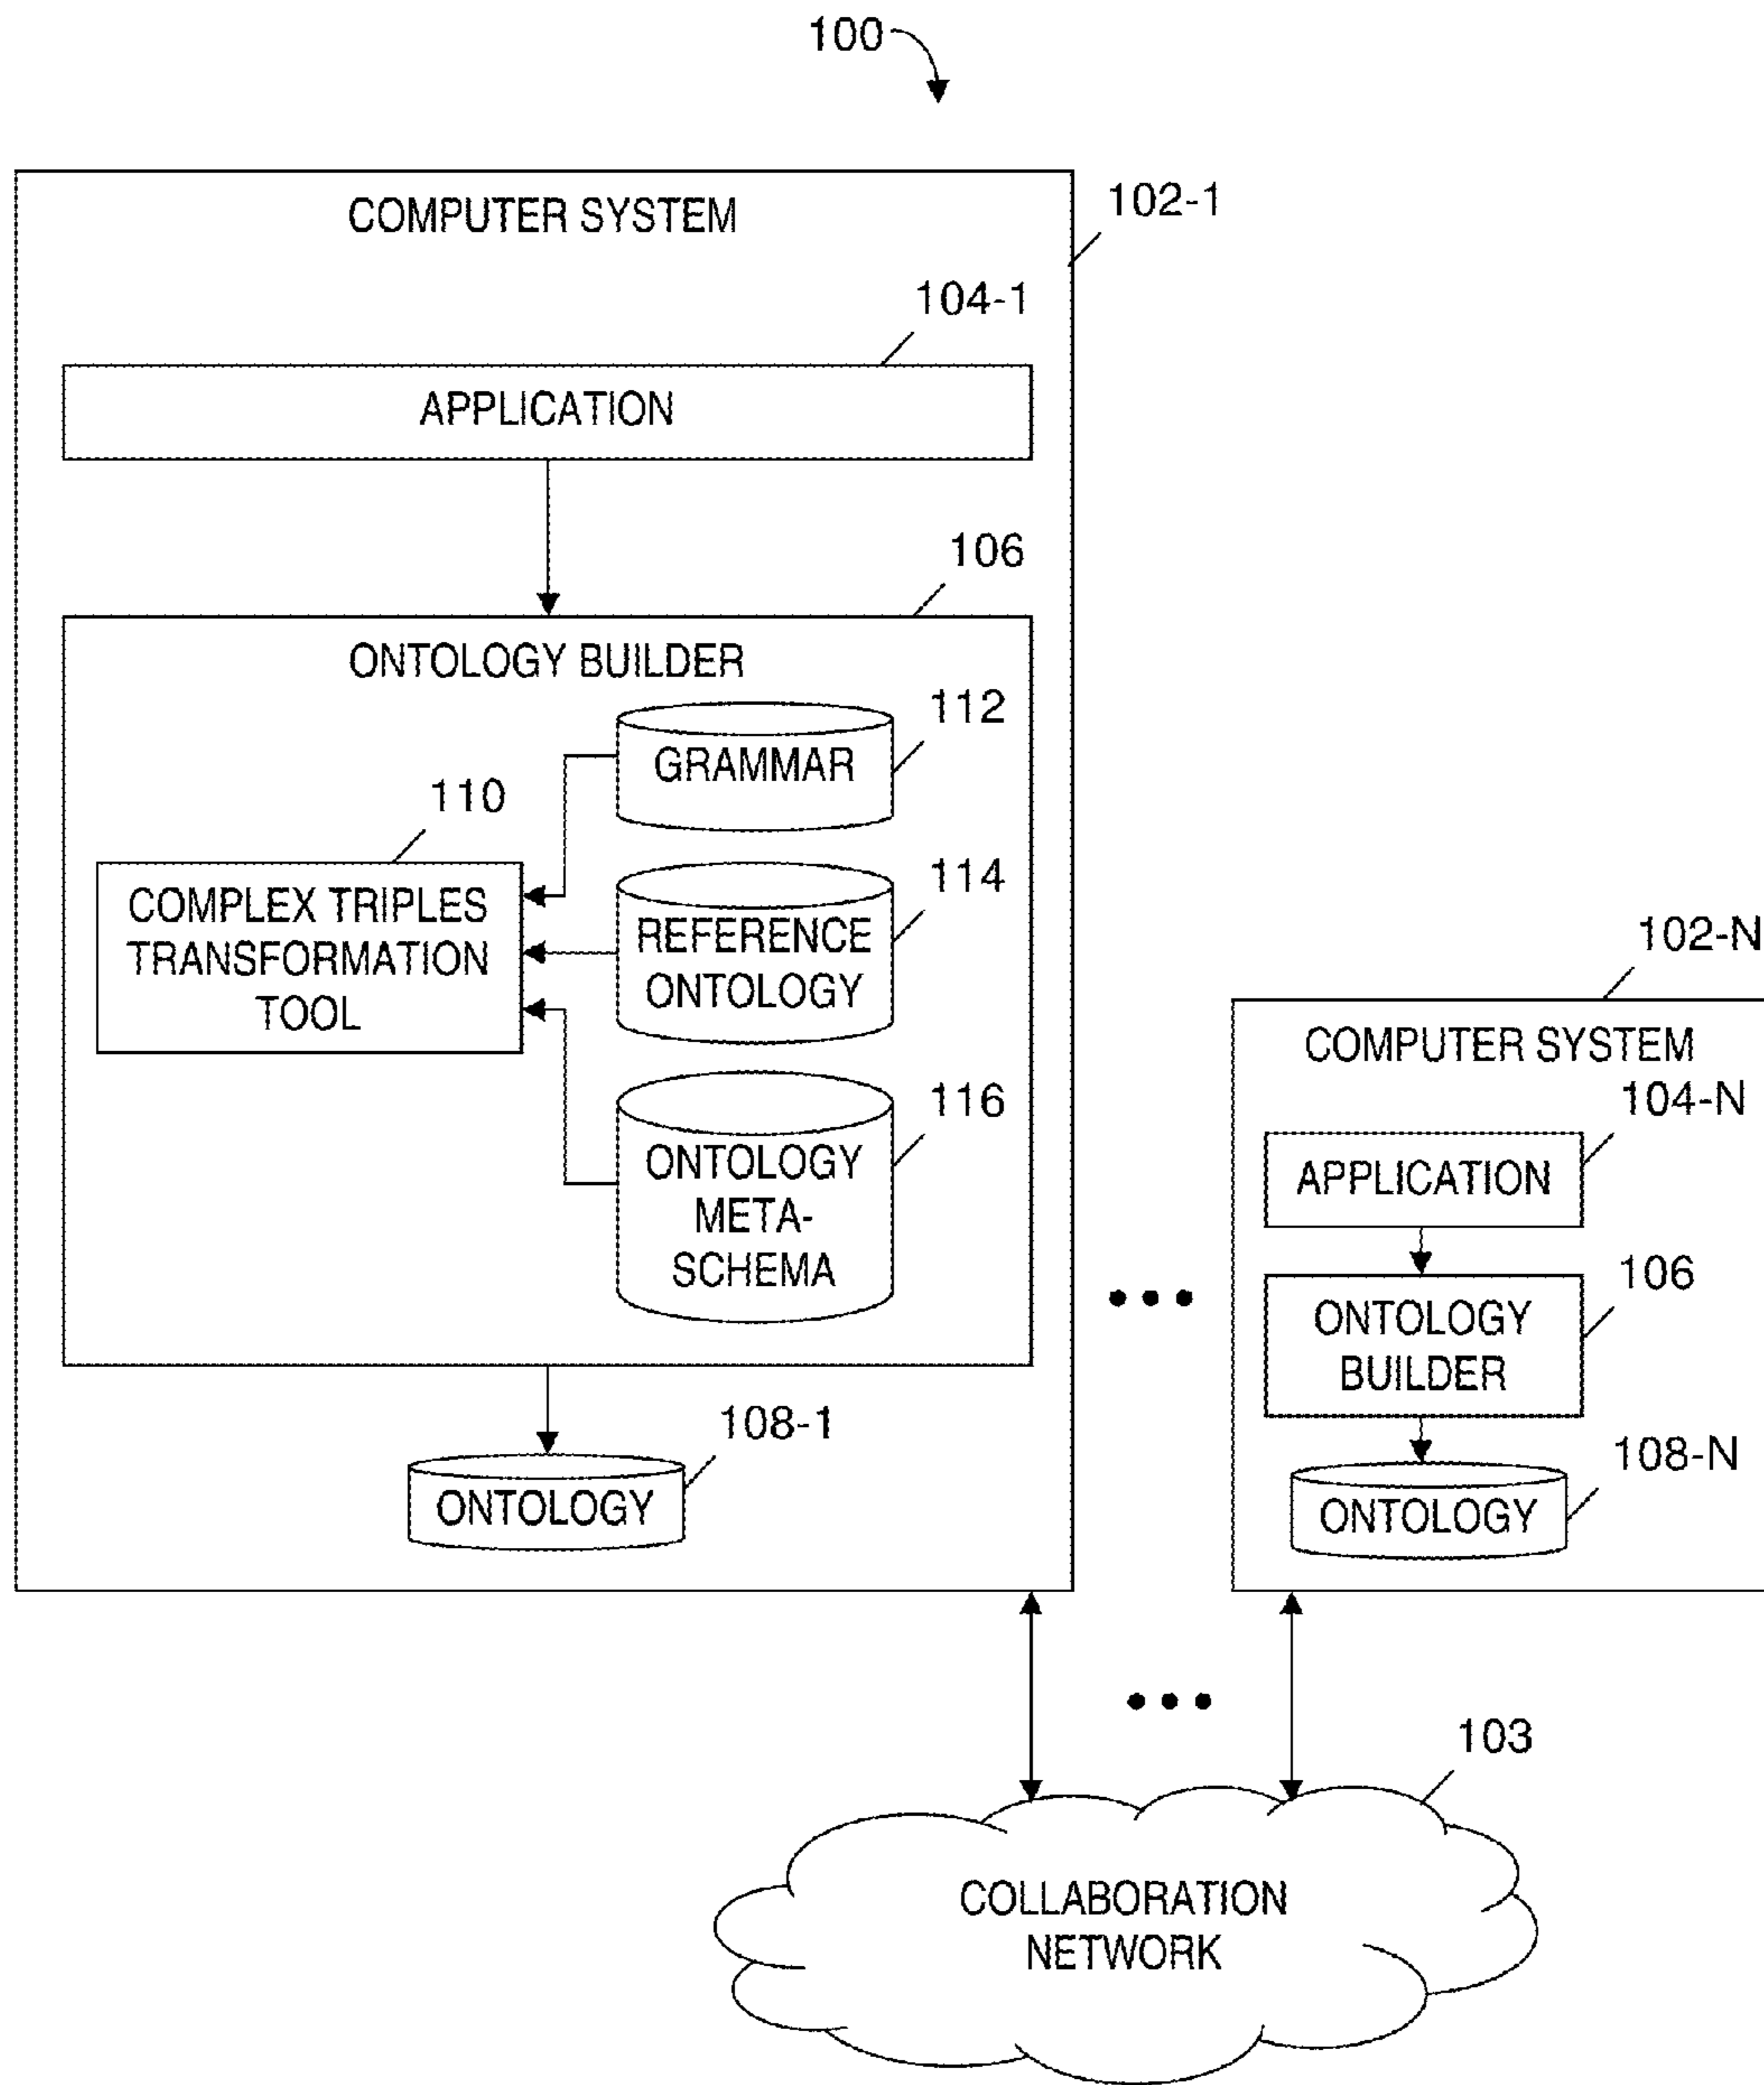 100
COMPUTER SYSTEM
102-1
104-1
APPLICATION
106
ONTOLOGY BUILDER
112
GRAMMAR
110
COMPLEX TRIPLES
TRANSFORMATION
TOOL
114
REFERENCE
ONTOLOGY
116
ONTOLOGY
META-
SCHEMA
108-1
ONTOLOGY
102-N
COMPUTER SYSTEM
104-N
APPLICATION
106
ONTOLOGY
BUILDER
108-N
ONTOLOGY
103
COLLABORATION
NETWORK